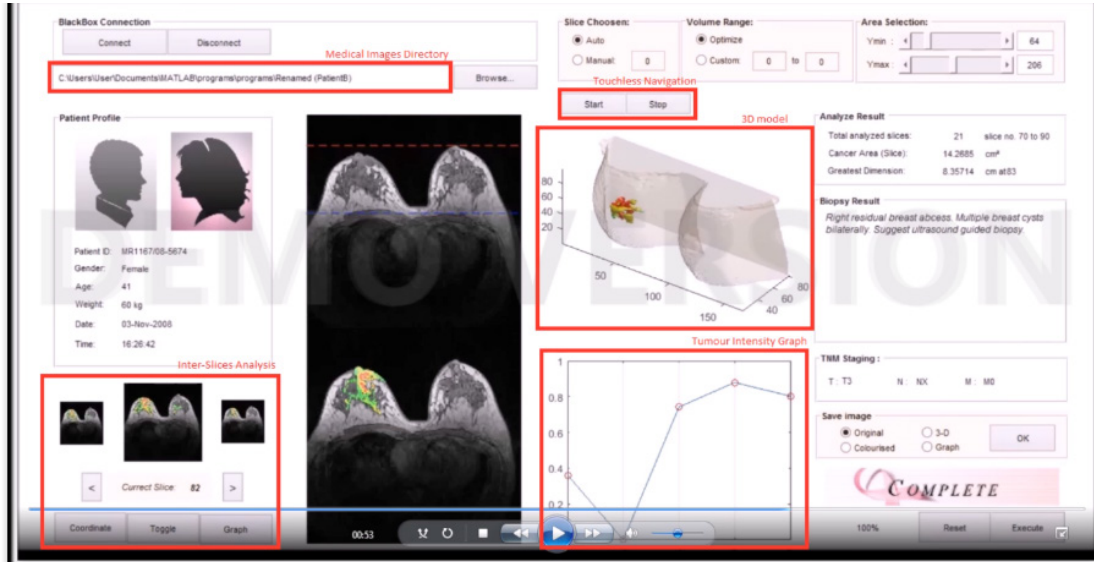 BlackBox Connection
Connect Disconnect
Medical Images Directory
C:\Users\User\Documents\MATLAB\programs\programs\Renamed (PatientB) Browse...
Slice Choosen:
Auto
Manual: 0
Volume Range:
Optimize
Custom: 0 to 0
Area Selection:
Ymin : 64
Ymax : 206
Touchless Navigation
Start Stop
Patient Profile
Patient ID: MR1167/08-5674
Gender: Female
Age: 41
Weight: 60 kg
Date: 03-Nov-2008
Time: 16:26:42
3D model
80
60
40
20
50
100
150
40
60
80
Analyze Result
Total analyzed slices: 21 slice no. 70 to 90
Cancer Area (Slice): 14.2685 cm²
Greatest Dimension: 8.35714 cm at83
Biopsy Result
Right residual breast abcess. Multiple breast cysts
bilaterally. Suggest ultrasound guided biopsy
DEMO VERSION
Inter-Slices Analysis
< Currect Slice: 82 >
Coordinate Toggle Graph
Tumour Intensity Graph
1
0.8
0.6
0.4
0.2
TNM Staging :
T : T3 N : NX M : M0
Save image
Original 3-D
Colourised Graph
OK
COMPLETE
00:53
100% Reset Execute